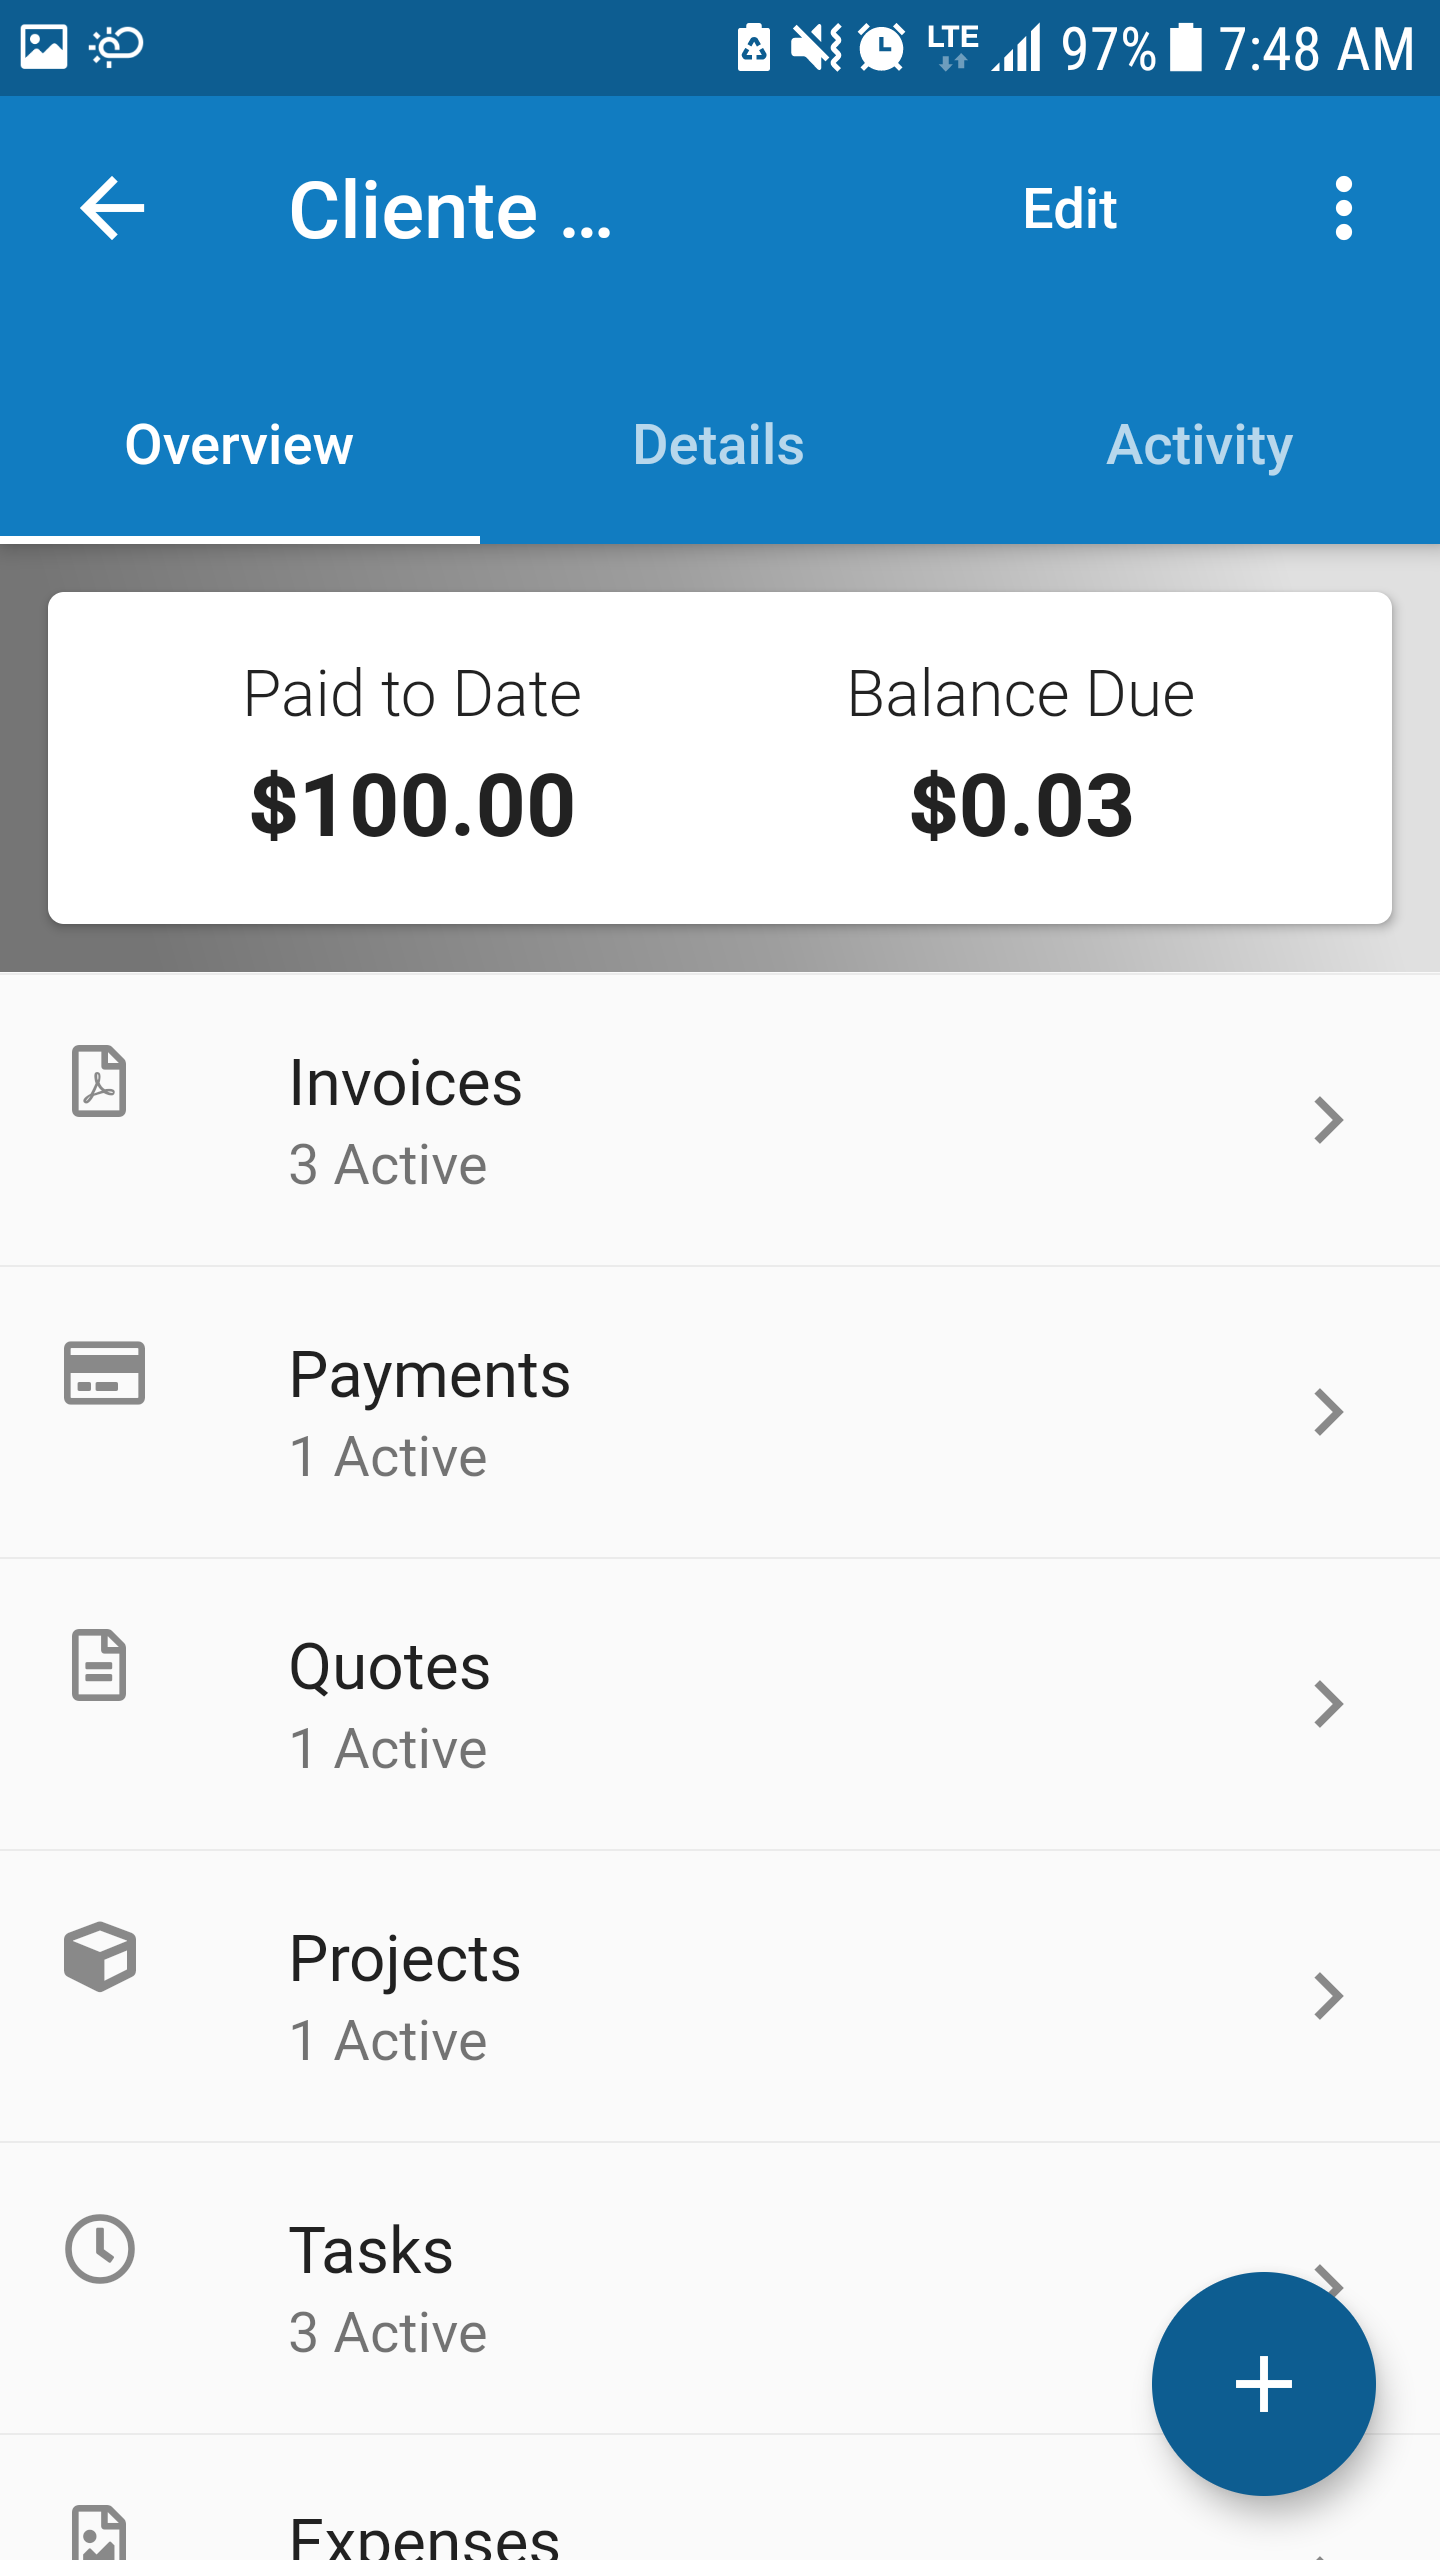 LTE 97% 7:48 AM
Cliente ... Edit
Overview Details Activity
Paid to Date Balance Due
$100.00 $0.03
Invoices
3 Active
Payments
1 Active
Quotes
1 Active
Projects
1 Active
Tasks
3 Active
Expenses